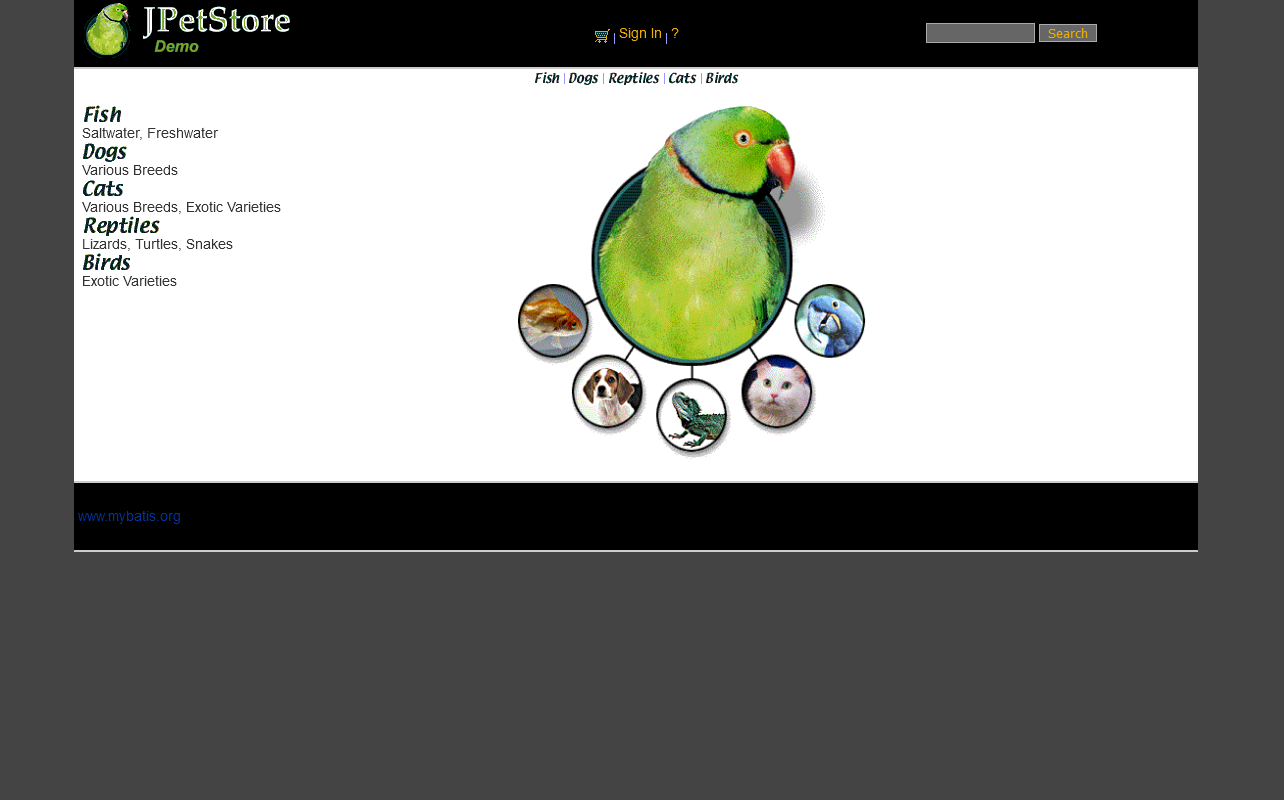 JPetStore
Demo
Sign In | ?
Search
Fish | Dogs | Reptiles | Cats | Birds
Fish
Saltwater, Freshwater
Dogs
Various Breeds
Cats
Various Breeds, Exotic Varieties
Reptiles
Lizards, Turtles, Snakes
Birds
Exotic Varieties
www.mybatis.org